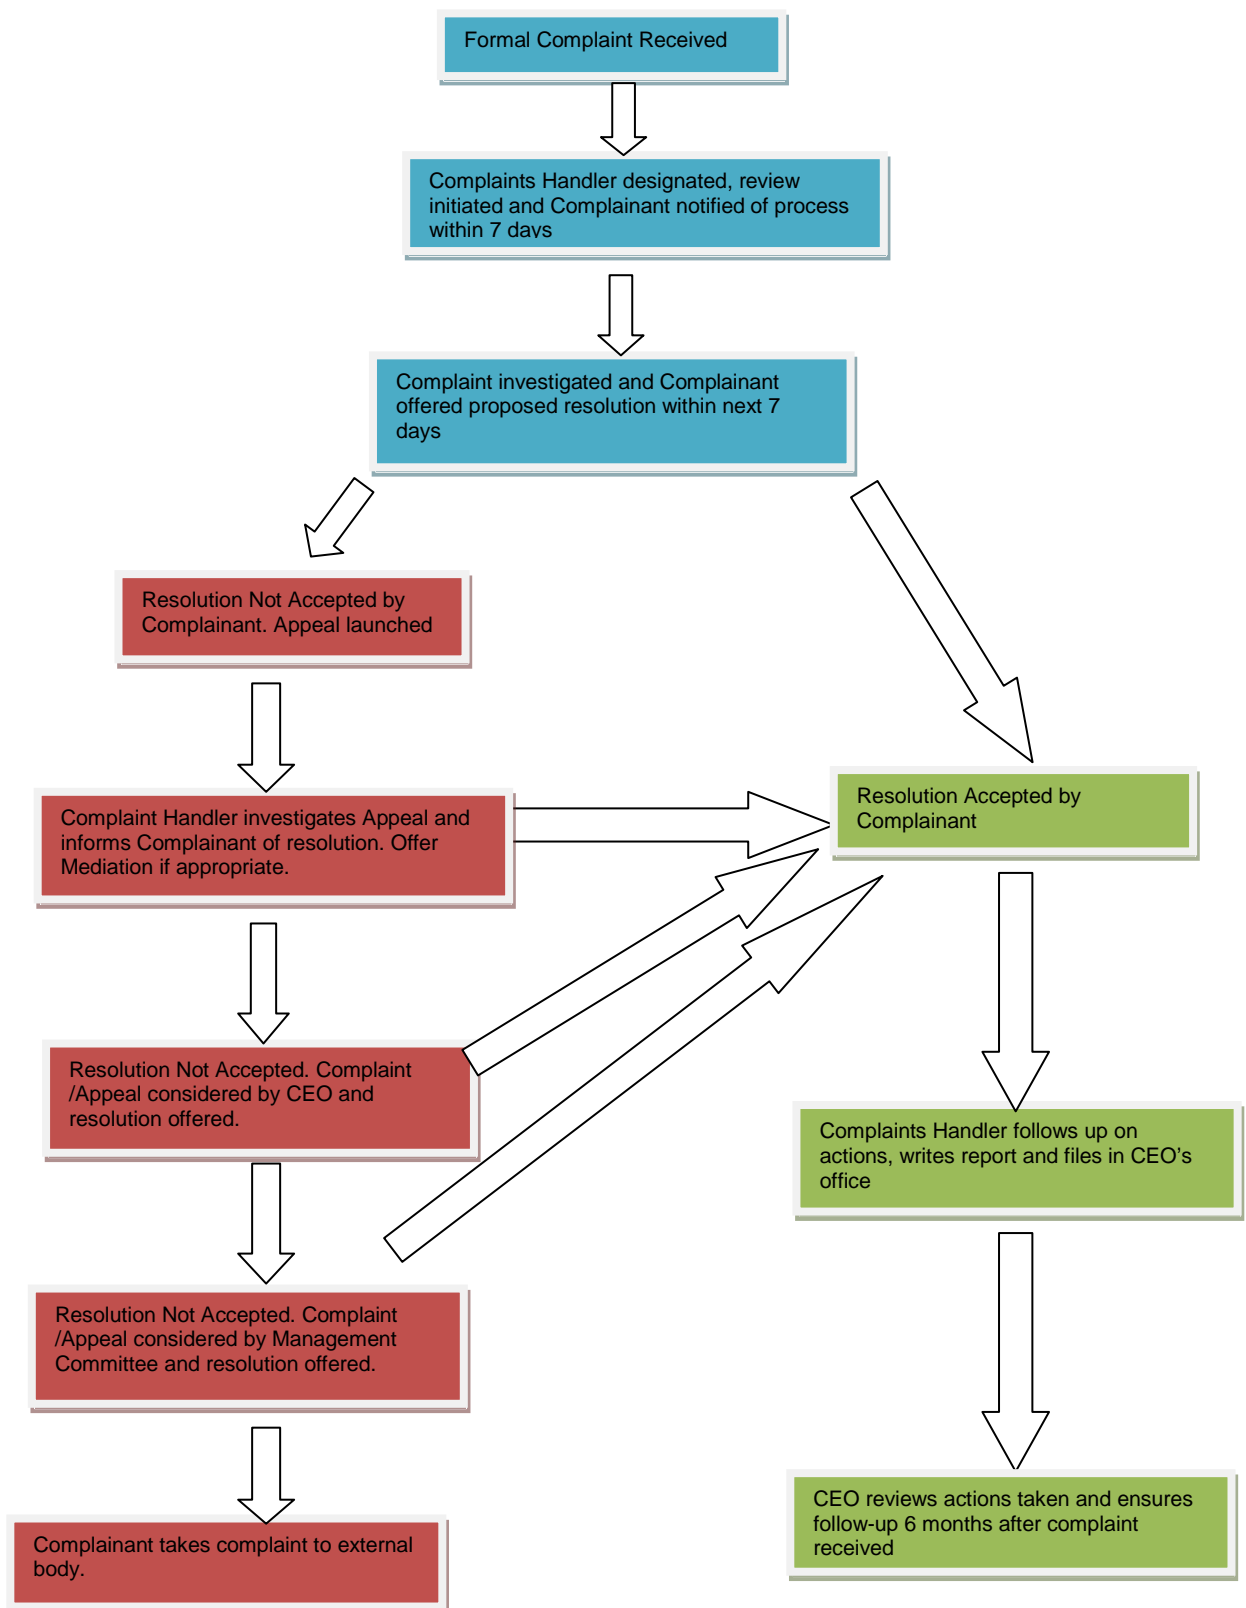 Formal Complaint Received
Complaints Handler designated, review
initiated and Complainant notified of process
within 7 days
Complaint investigated and Complainant
offered proposed resolution within next 7
days
Resolution Not Accepted by
Complainant. Appeal launched
Complaint Handler investigates Appeal and
informs Complainant of resolution. Offer
Mediation if appropriate.
Resolution Accepted by
Complainant
Resolution Not Accepted. Complaint
/Appeal considered by CEO and
resolution offered.
Complaints Handler follows up on
actions, writes report and files in CEO’s
office
Resolution Not Accepted. Complaint
/Appeal considered by Management
Committee and resolution offered.
CEO reviews actions taken and ensures
follow-up 6 months after complaint
received
Complainant takes complaint to external
body.